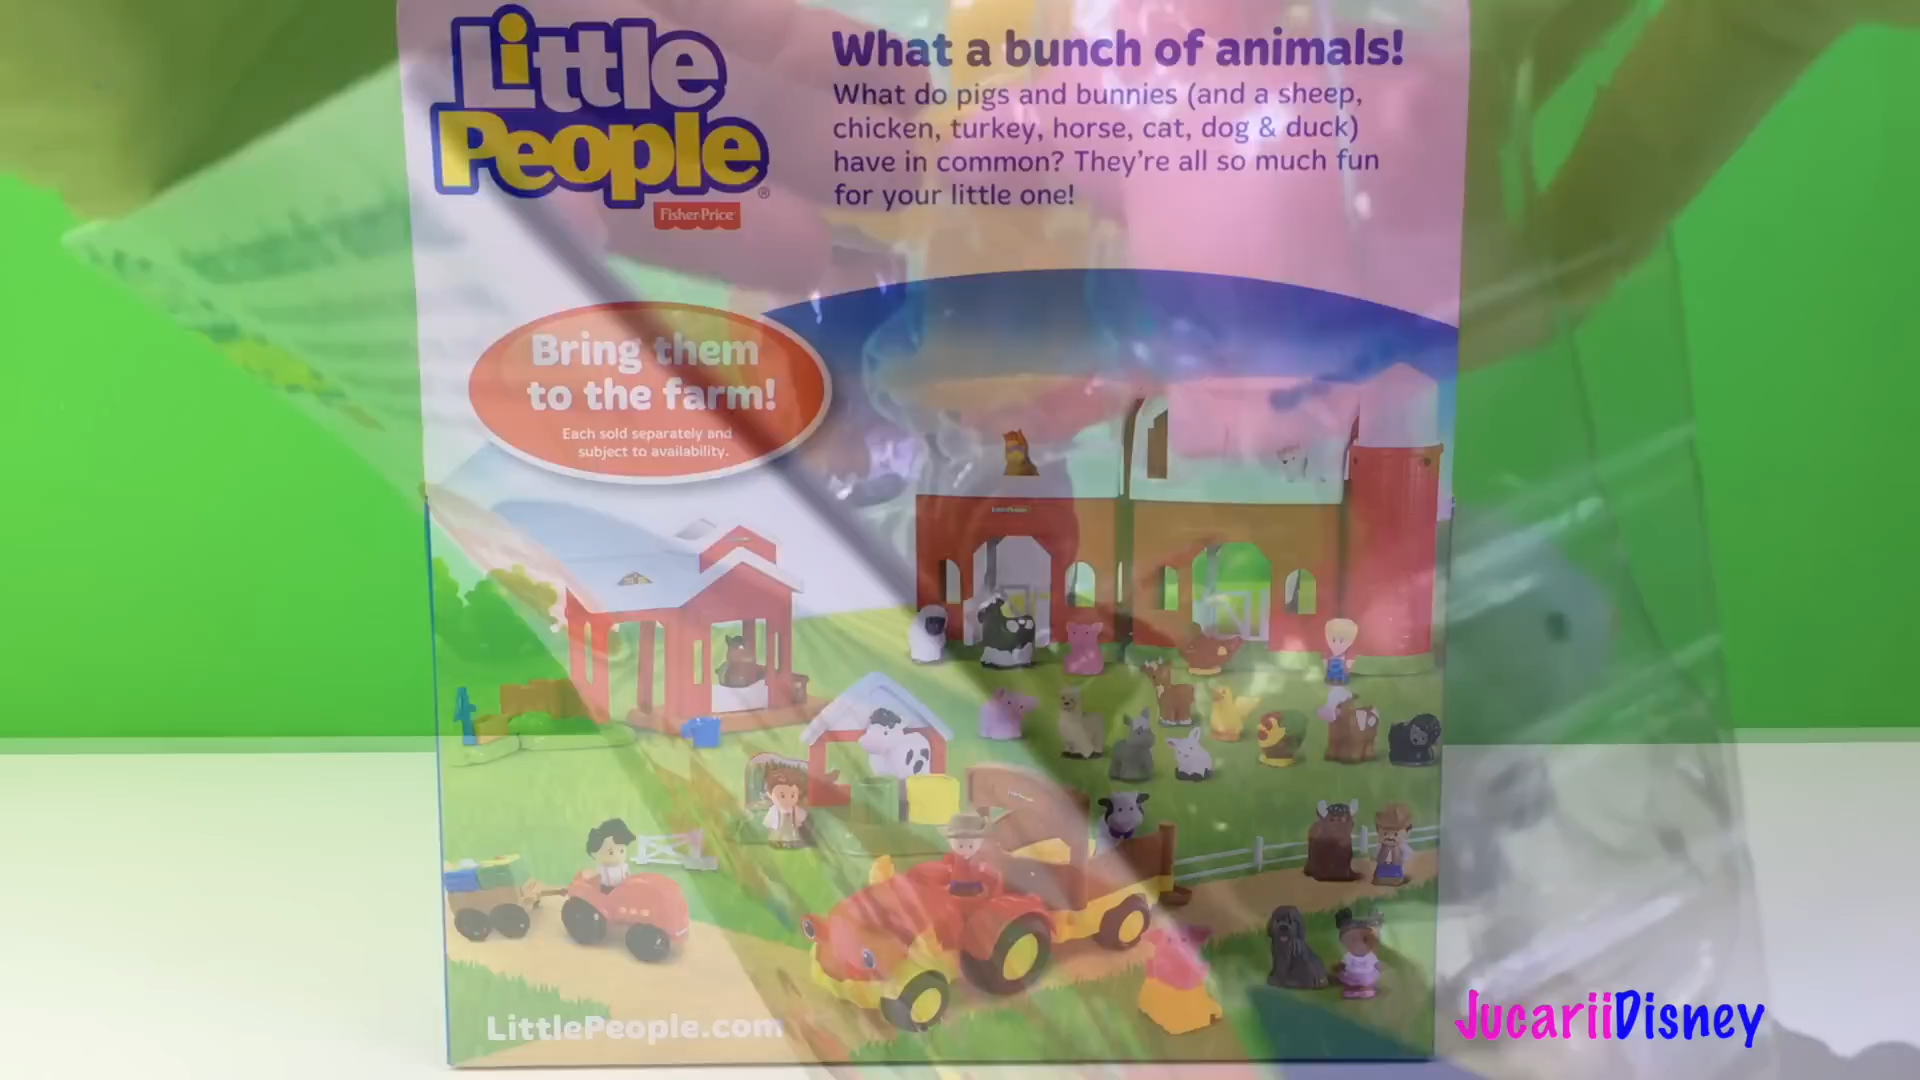 Little
People®
Fisher-Price
What a bunch of animals!
What do pigs and bunnies (and a sheep,
chicken, turkey, horse, cat, dog & duck)
have in common? They're all so much fun
for your little one!
Bring them
to the farm!
Each sold separately and
subject to availability.
LittlePeople.com
JucariiDisney